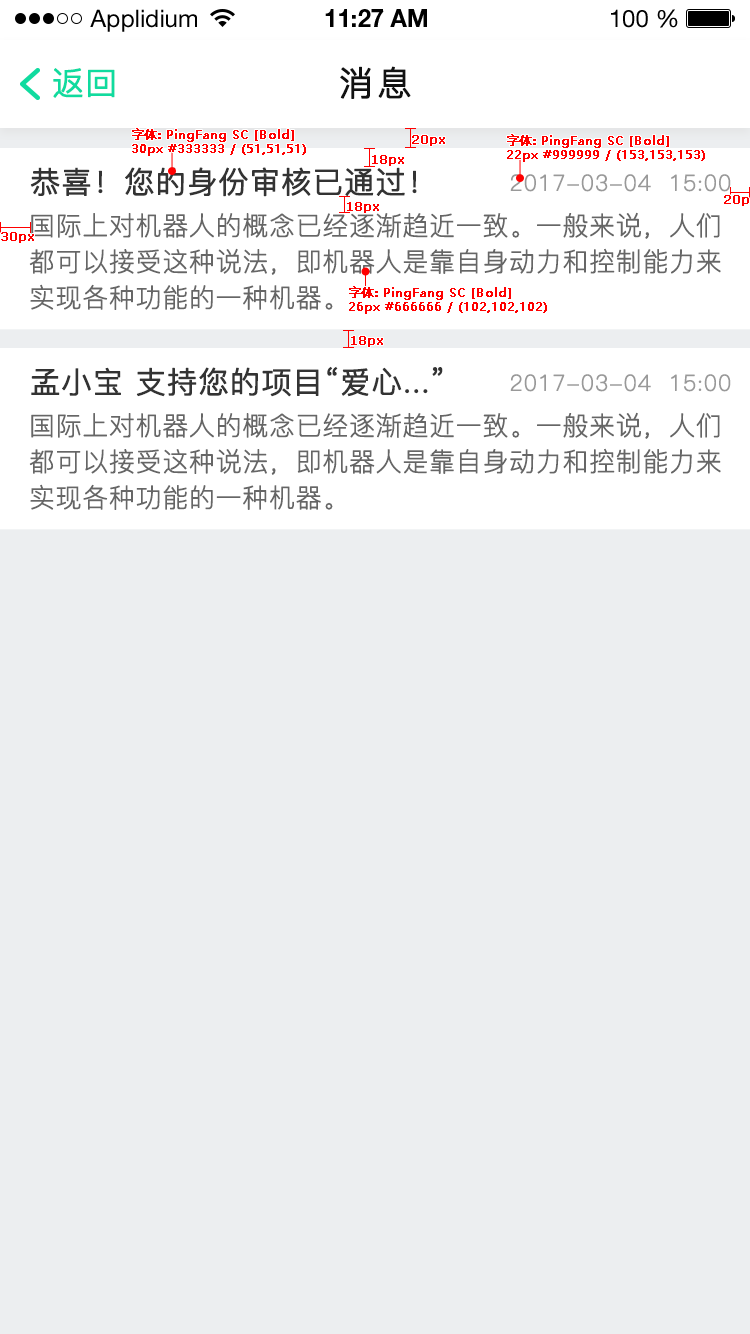 Applidium 11:27 AM 100 %
返回 消息
字体: PingFang SC [Bold]
30px #333333 / (51,51,51)
20px
字体: PingFang SC [Bold]
22px #999999 / (153,153,153)
18px
恭喜！您的身份审核已通过！ 2017-03-04 15:00
20p
18px
30px
国际上对机器人的概念已经逐渐趋近一致。一般来说，人们
都可以接受这种说法，即机器人是靠自身动力和控制能力来
实现各种功能的一种机器。
字体: PingFang SC [Bold]
26px #666666 / (102,102,102)
18px
孟小宝 支持您的项目“爱心...” 2017-03-04 15:00
国际上对机器人的概念已经逐渐趋近一致。一般来说，人们
都可以接受这种说法，即机器人是靠自身动力和控制能力来
实现各种功能的一种机器。